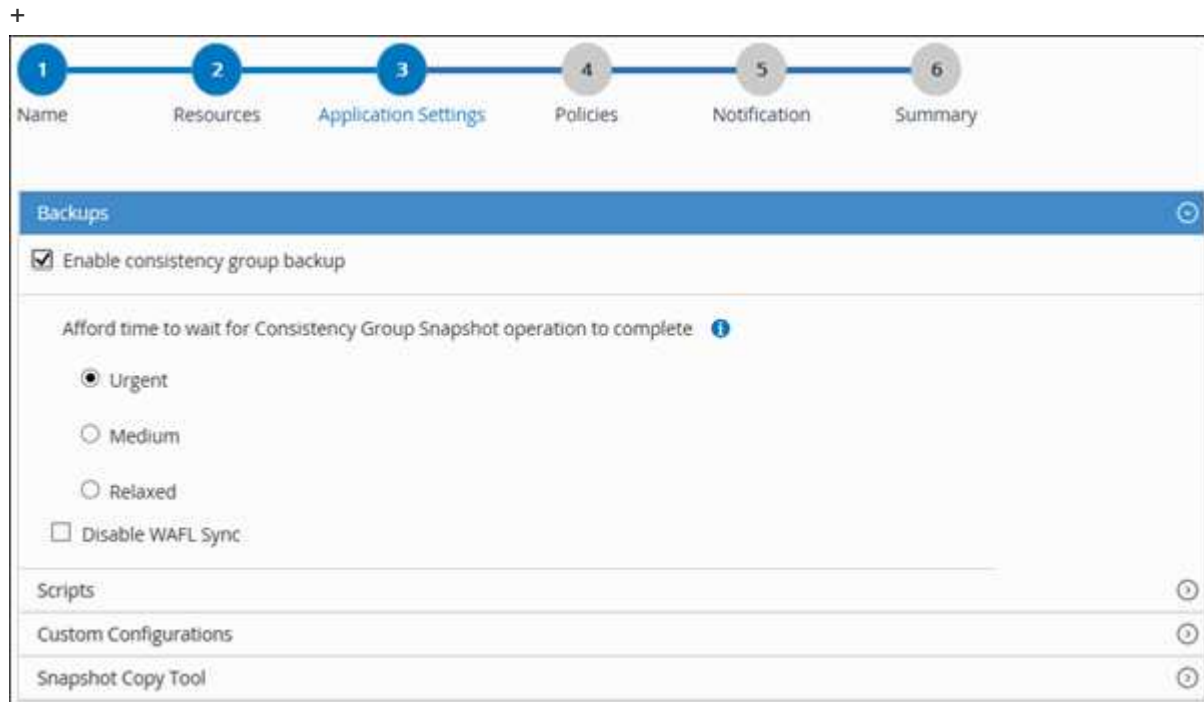 +
1 2 3 4 5 6
Name Resources Application Settings Policies Notification Summary
Backups
Enable consistency group backup
Afford time to wait for Consistency Group Snapshot operation to complete
Urgent
Medium
Relaxed
Disable WAFL Sync
Scripts
Custom Configurations
Snapshot Copy Tool